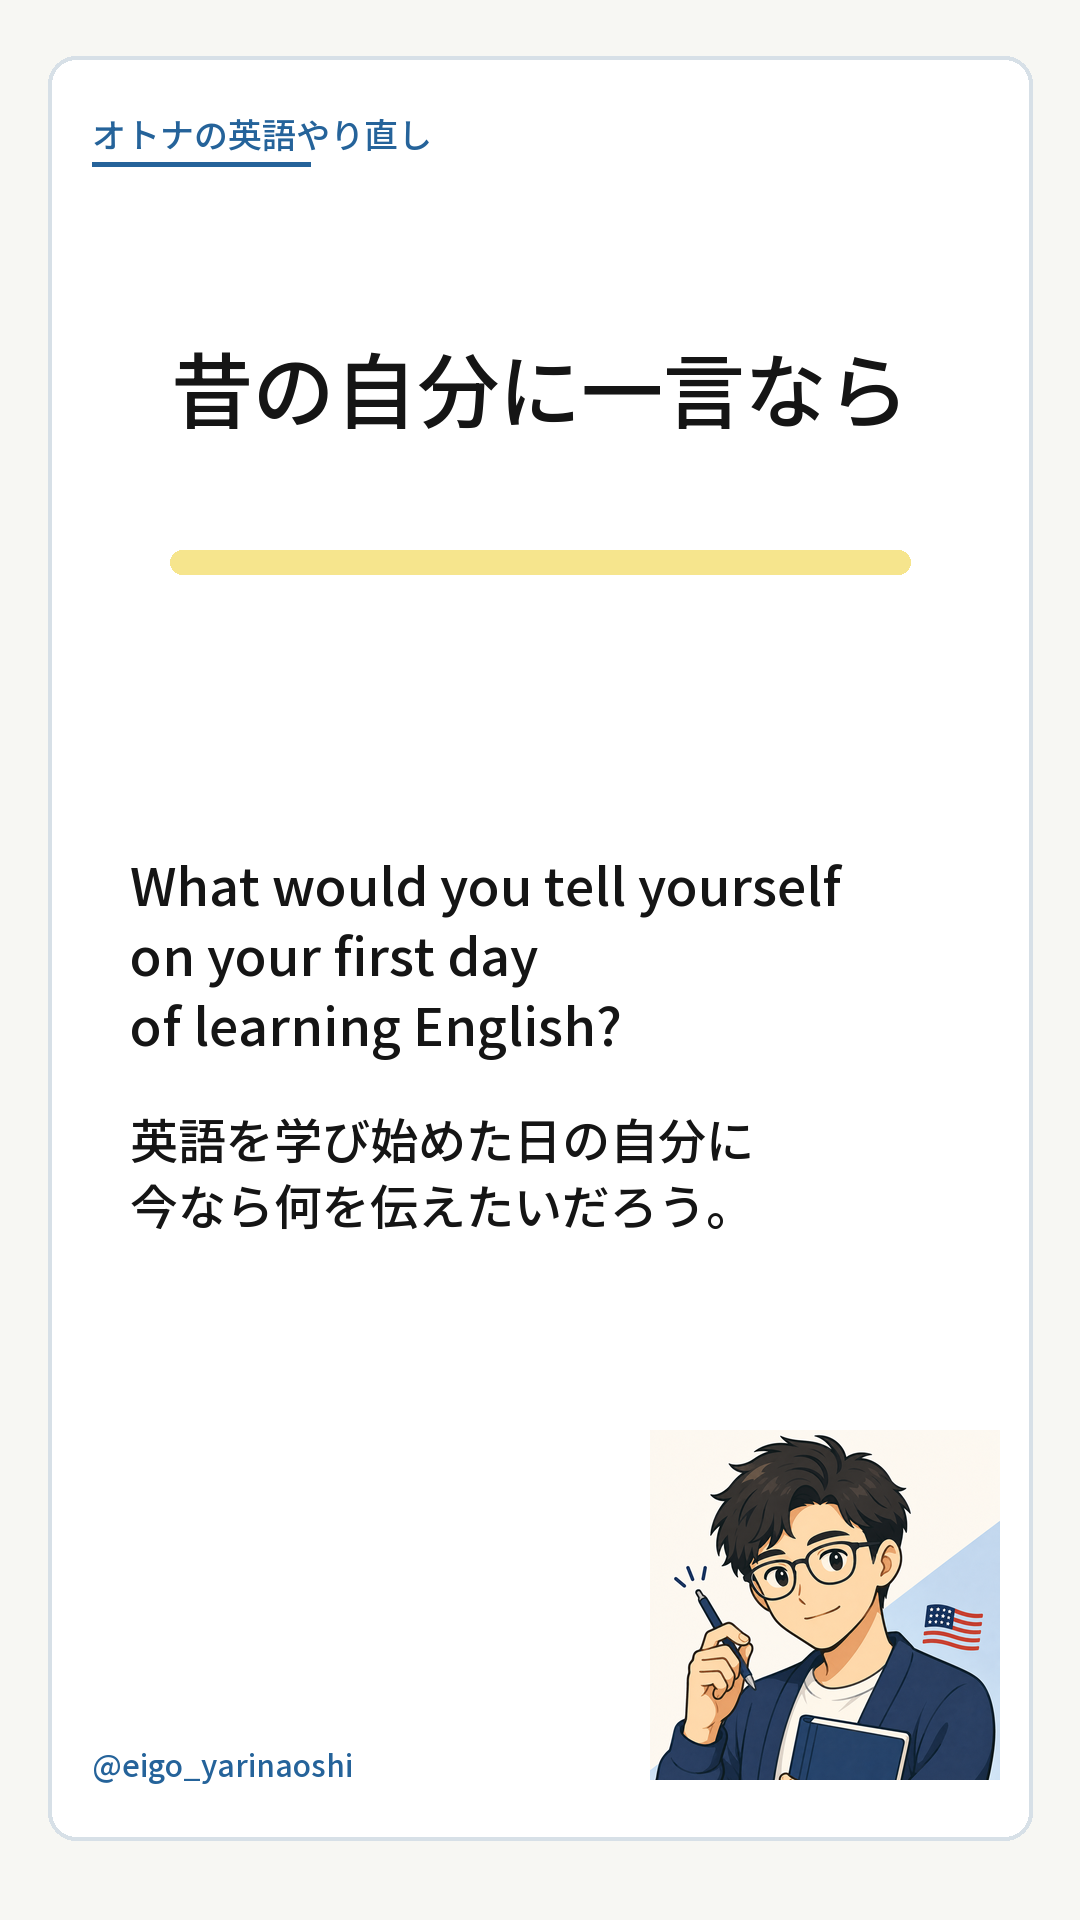 オトナの英語やり直し
昔の自分に一言なら
What would you tell yourself
on your first day
of learning English?
英語を学び始めた日の自分に
今なら何を伝えたいだろう。
@eigo_yarinaoshi